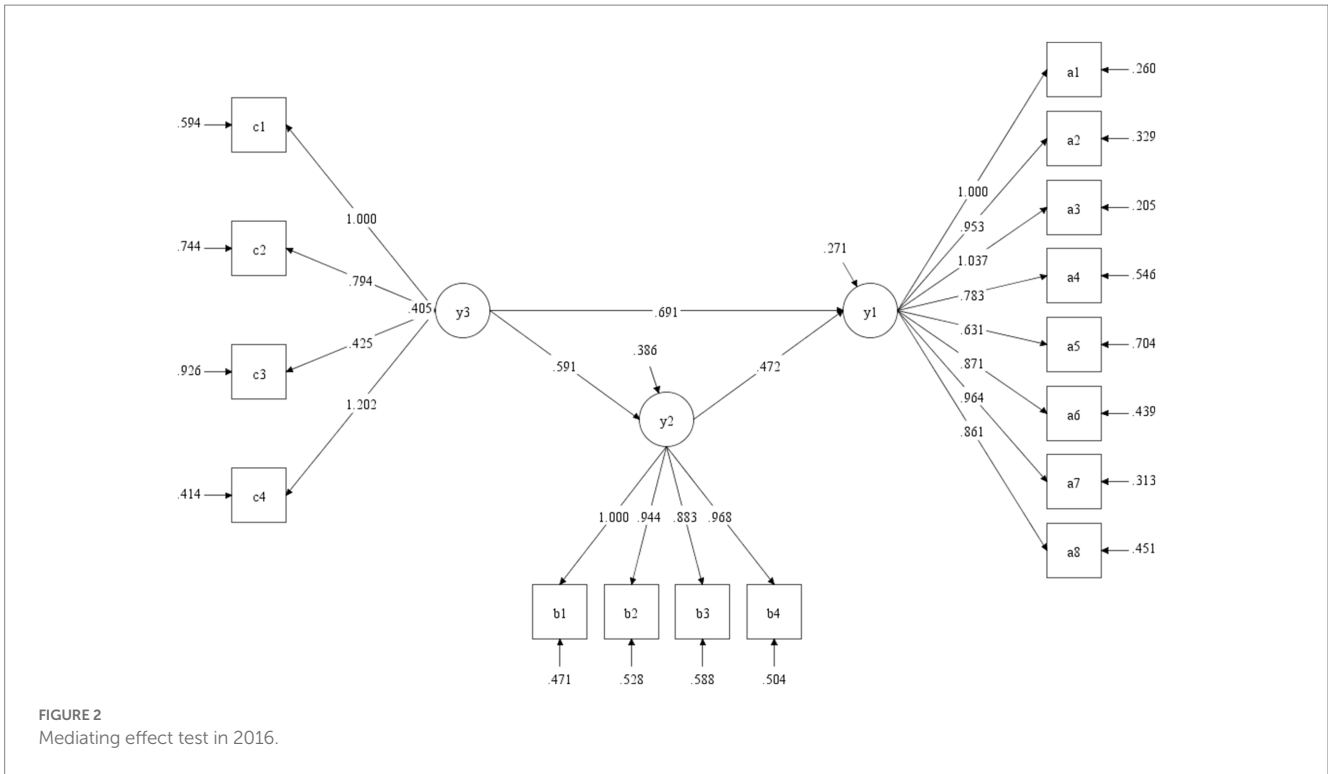 a1
.260
.594
c1
a2
.329
1.000
a3
.205
1.000
.953
.744
c2
.271
1.037
a4
.546
.794
.783
.405
y3
.691
y1
.631
a5
.704
.425
.386
.591
.472
.871
.926
c3
.964
1.202
y2
.861
a6
.439
a7
.313
.414
c4
1.000
.944
.883
.968
a8
.451
b1
b2
b3
b4
.471
.528
.588
.504
FIGURE 2
Mediating effect test in 2016.